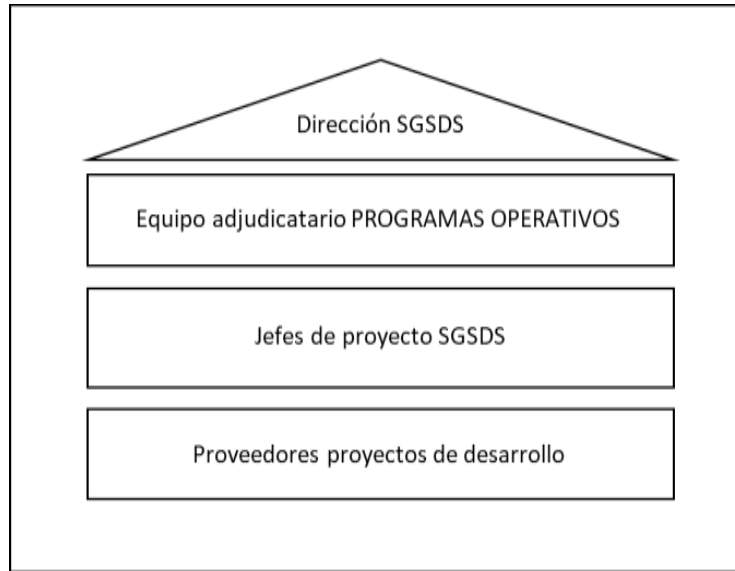 Dirección SGSDS
Equipo adjudicatario PROGRAMAS OPERATIVOS
Jefes de proyecto SGSDS
Proveedores proyectos de desarrollo